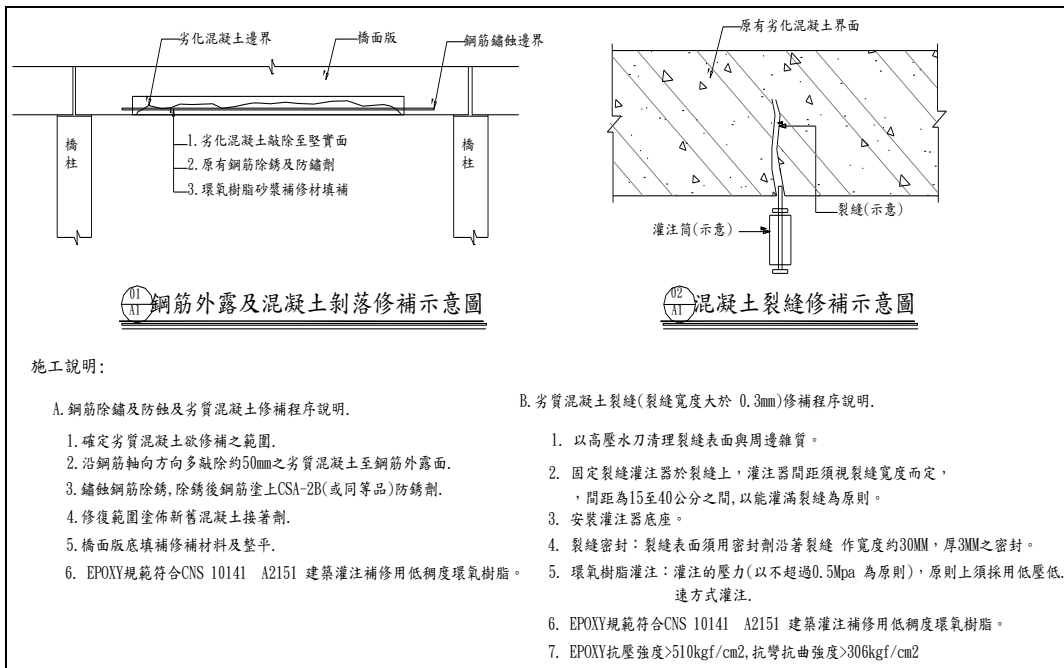 劣化混凝土邊界
橋面版
鋼筋鏽蝕邊界
橋柱
1. 劣化混凝土敲除至堅實面
2. 原有鋼筋除銹及防鏽劑
3. 環氧樹脂砂漿補修材填補
橋柱
01
A1
鋼筋外露及混凝土剝落修補示意圖
原有劣化混凝土界面
裂縫(示意)
灌注筒(示意)
02
A1
混凝土裂縫修補示意圖
施工說明:
A.鋼筋除鏽及防蝕及劣質混凝土修補程序說明.
1.確定劣質混凝土欲修補之範圍.
2.沿鋼筋軸向方向多敲除約50mm之劣質混凝土至鋼筋外露面.
3.鏽蝕鋼筋除銹,除銹後鋼筋塗上CSA-2B(或同等品)防銹劑.
4.修復範圍塗佈新舊混凝土接著劑.
5.橋面版底填補修補材料及整平.
6. EPOXY規範符合CNS 10141 A2151 建築灌注補修用低稠度環氧樹脂。
B.劣質混凝土裂縫(裂縫寬度大於 0.3mm)修補程序說明.
1. 以高壓水刀清理裂縫表面與周邊雜質。
2. 固定裂縫灌注器於裂縫上，灌注器間距須視裂縫寬度而定，
，間距為15至40公分之間,以能灌滿裂縫為原則。
3. 安裝灌注器底座。
4. 裂縫密封：裂縫表面須用密封劑沿著裂縫 作寬度約30MM，厚3MM之密封。
5. 環氧樹脂灌注：灌注的壓力(以不超過0.5Mpa 為原則)，原則上須採用低壓低.
速方式灌注.
6. EPOXY規範符合CNS 10141 A2151 建築灌注補修用低稠度環氧樹脂。
7. EPOXY抗壓強度>510kgf/cm2,抗彎抗曲強度>306kgf/cm2